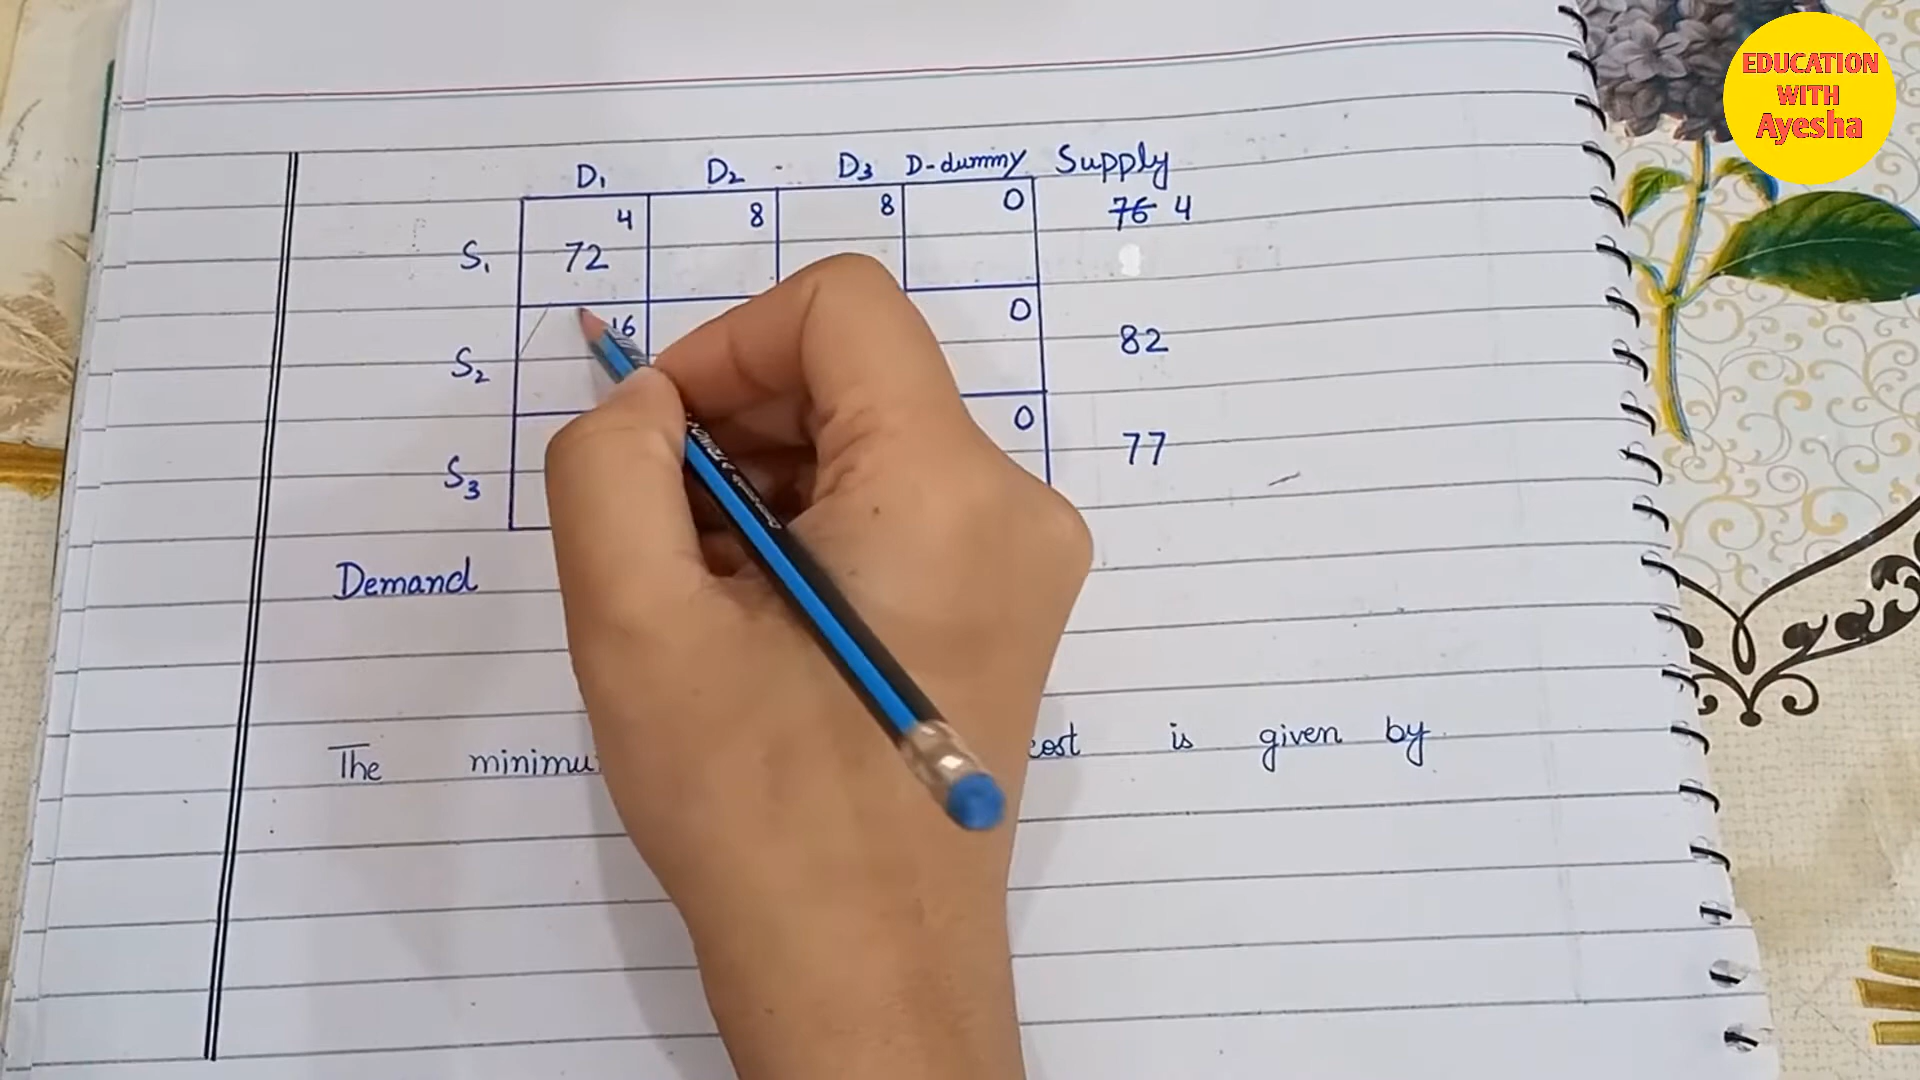 EDUCATION
WITH
Ayesha
D₁ D₂ D₃ D-dummy Supply
4 8 8 0 76 4
S₁ 72
16 0 82
S₂
0 77
S₃
Demand
The cost is given by